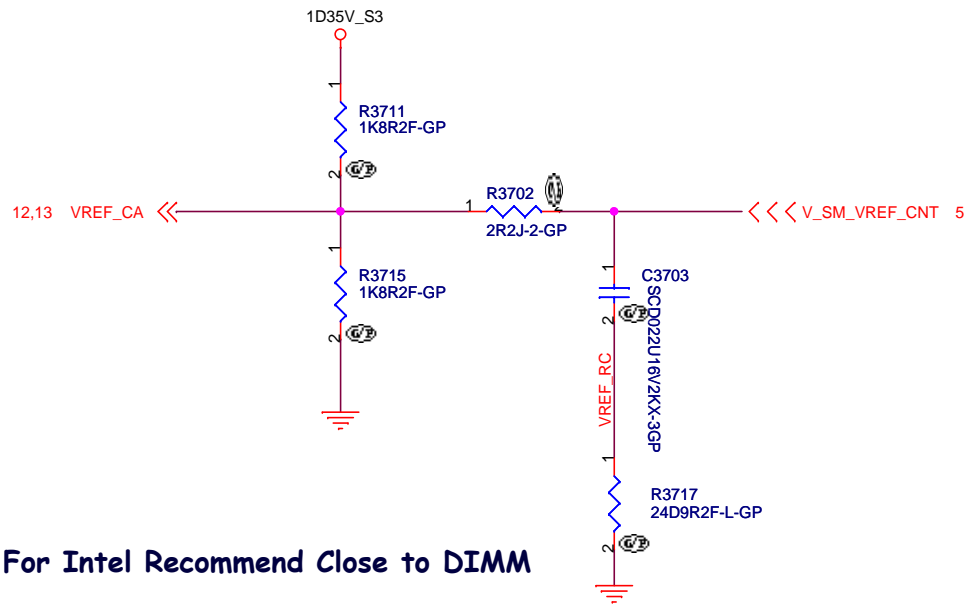 1D35V_S3
1
R3711
1K8R2F-GP
2 G/P
12,13 VREF_CA
1
R3702
2R2J-2-GP
V_SM_VREF_CNT 5
1
R3715
1K8R2F-GP
2 G/P
1
C3703
SCD022U16V2KX-3GP
2 G/P
VREF_RC
1
R3717
24D9R2F-L-GP
2 G/P
For Intel Recommend Close to DIMM